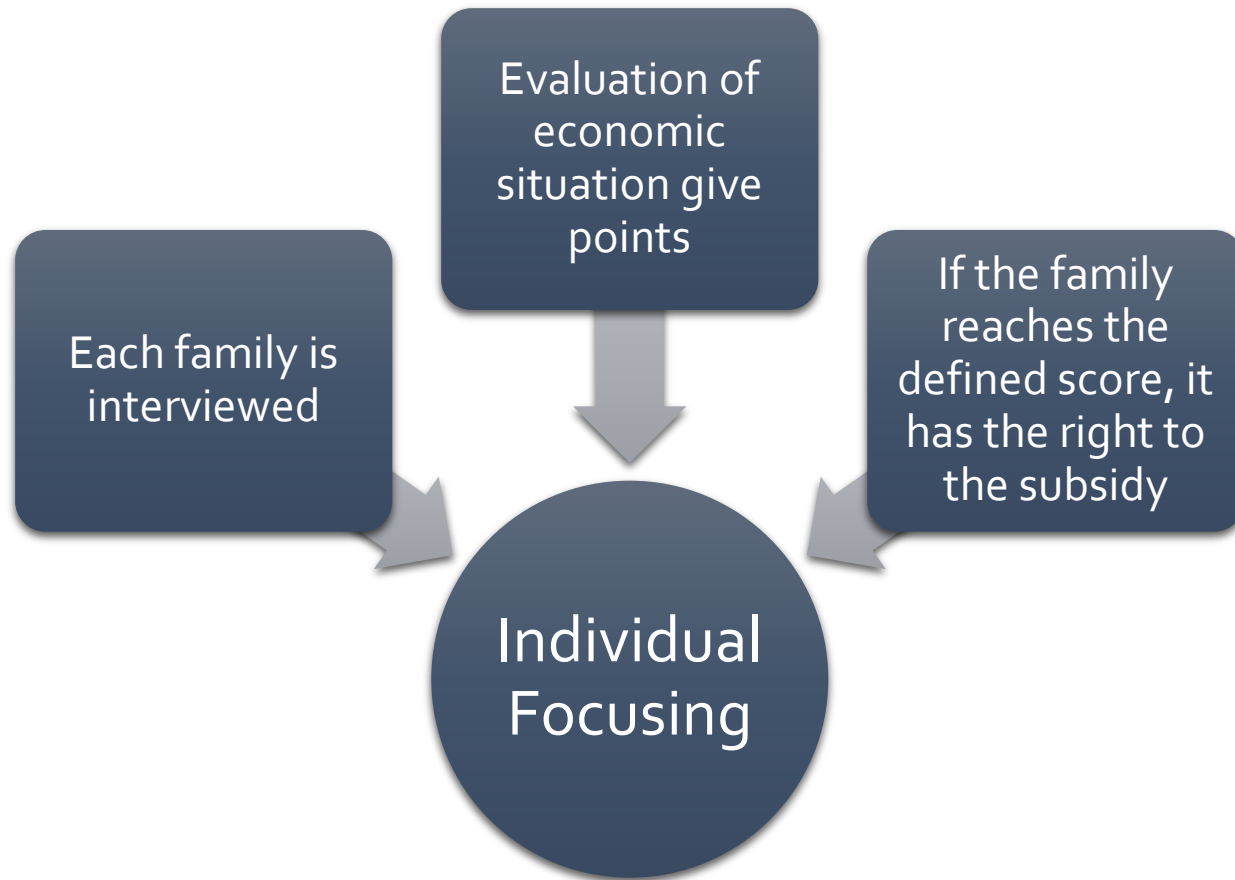 Each family is
interviewed
Evaluation of
economic
situation give
points
If the family
reaches the
defined score, it
has the right to
the subsidy
Individual
Focusing